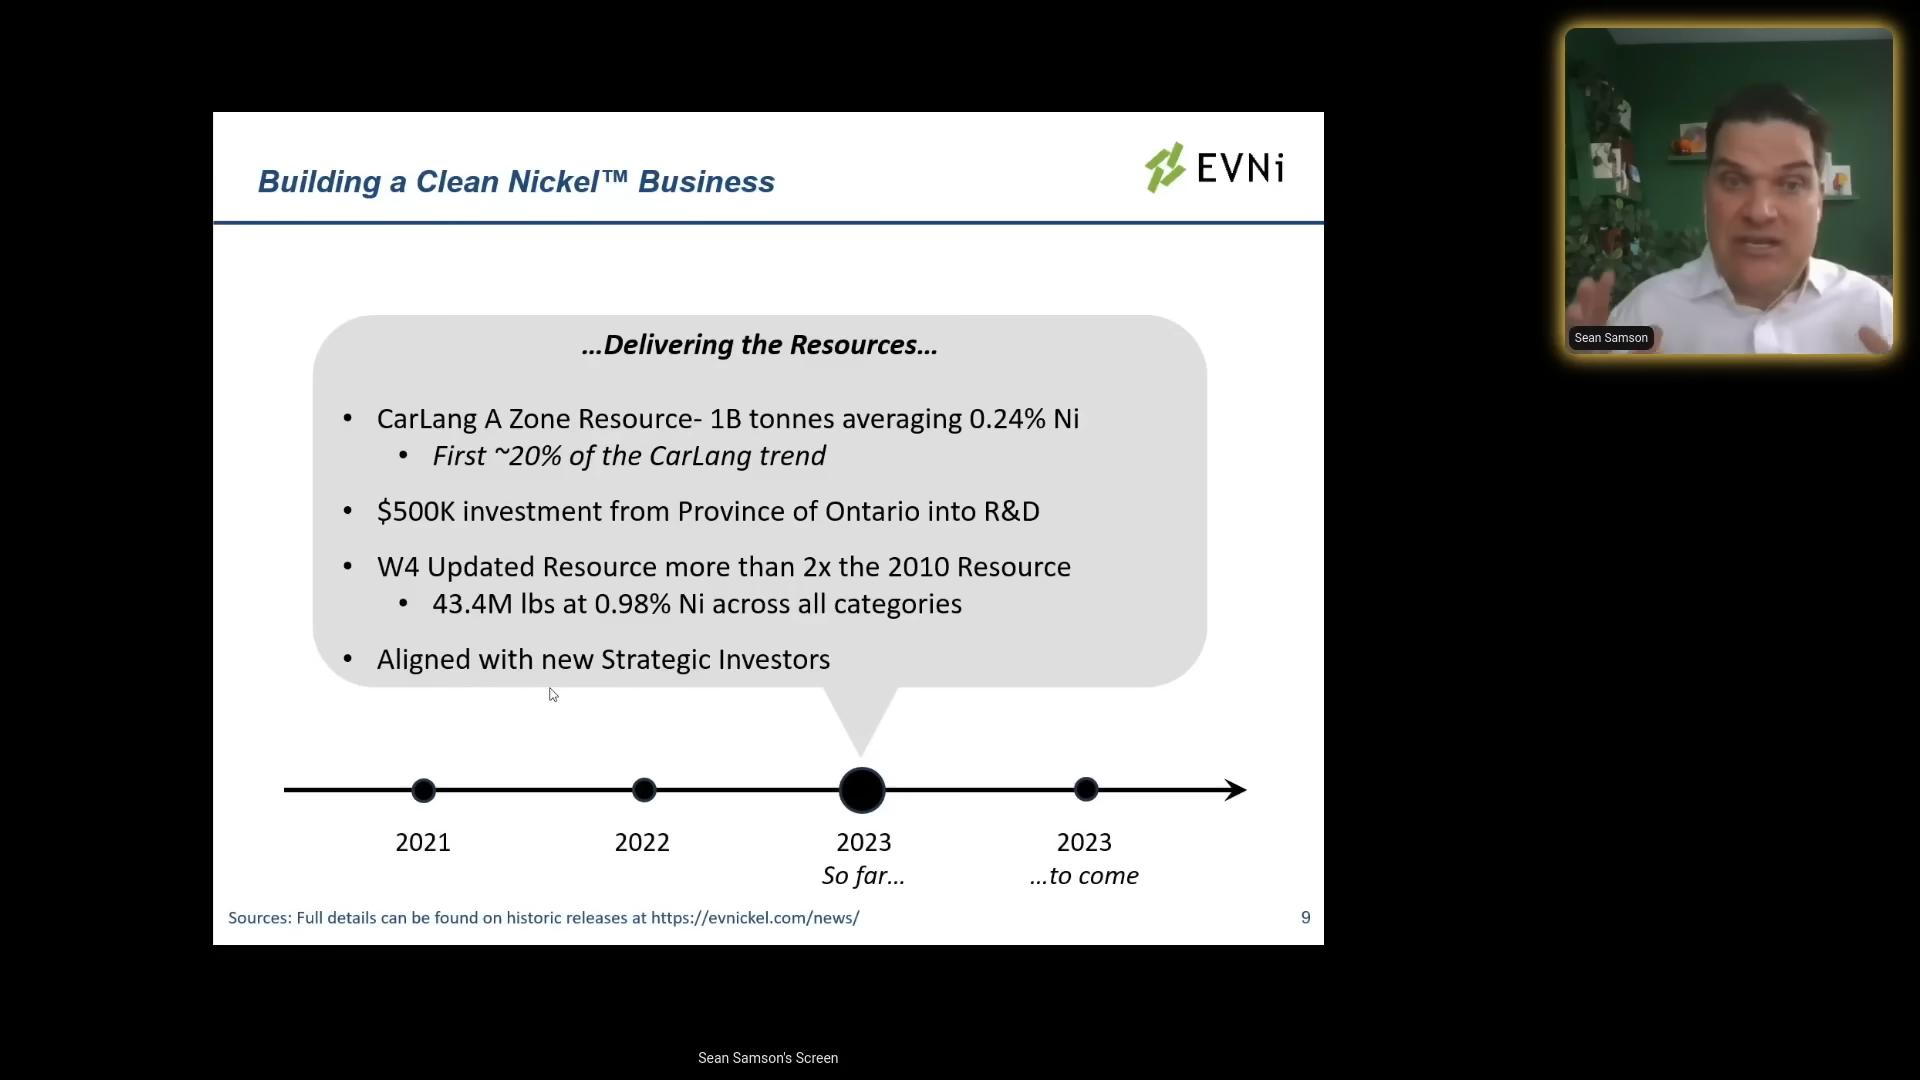 Building a Clean Nickel™ Business
EVNi
...Delivering the Resources...
• CarLang A Zone Resource- 1B tonnes averaging 0.24% Ni
• First ~20% of the CarLang trend
• $500K investment from Province of Ontario into R&D
• W4 Updated Resource more than 2x the 2010 Resource
• 43.4M lbs at 0.98% Ni across all categories
• Aligned with new Strategic Investors
2021
2022
2023
So far...
2023
...to come
Sources: Full details can be found on historic releases at https://evnickel.com/news/
9
Sean Samson
Sean Samson's Screen